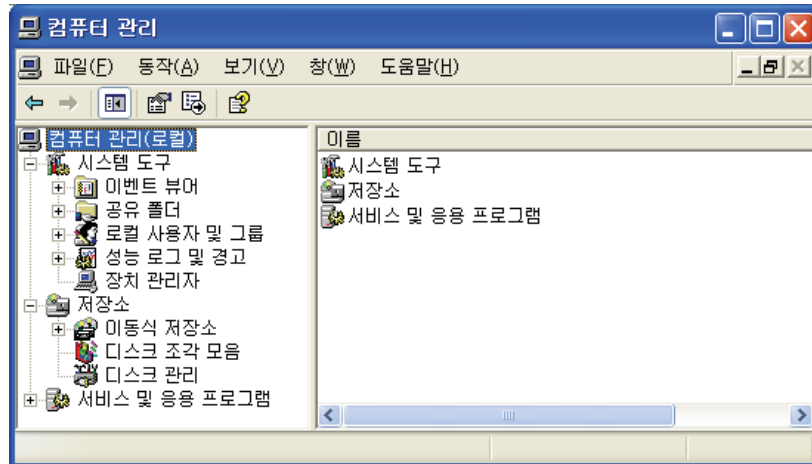 컴퓨터 관리
파일(F) 동작(A) 보기(V) 창(W) 도움말(H)
컴퓨터 관리(로컬)
시스템 도구
이벤트 뷰어
공유 폴더
로컬 사용자 및 그룹
성능 로그 및 경고
장치 관리자
저장소
이동식 저장소
디스크 조각 모음
디스크 관리
서비스 및 응용 프로그램
이름
시스템 도구
저장소
서비스 및 응용 프로그램